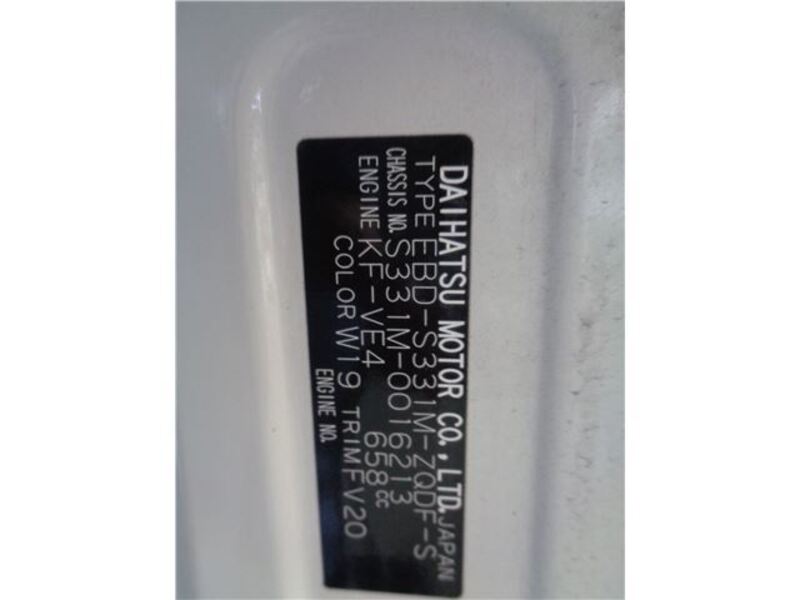 DAIHATSU MOTOR CO., LTD. JAPAN
TYPE EBD-S331M-ZQDF-S
CHASSIS NO. S331M-0016213
ENGINE KF-VE4 658cc
COLOR W19 TRIM FV20
ENGINE NO.